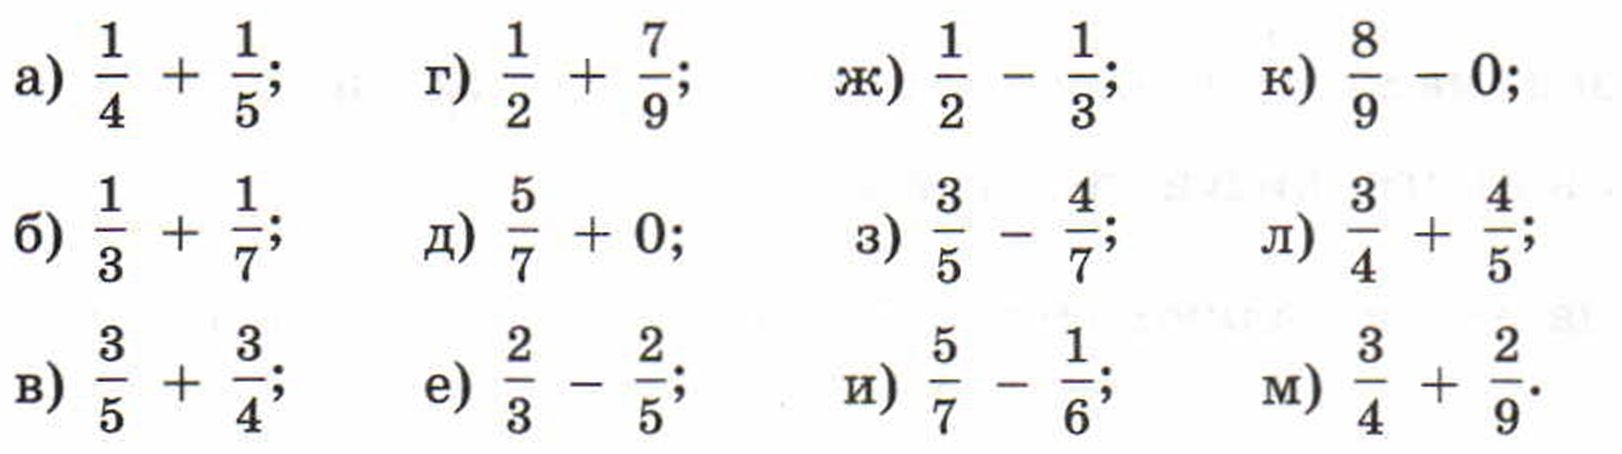 а) 1/4 + 1/5; г) 1/2 + 7/9; ж) 1/2 − 1/3; к) 8/9 − 0;
б) 1/3 + 1/7; д) 5/7 + 0; з) 3/5 − 4/7; л) 3/4 + 4/5;
в) 3/5 + 3/4; е) 2/3 − 2/5; и) 5/7 − 1/6; м) 3/4 + 2/9.